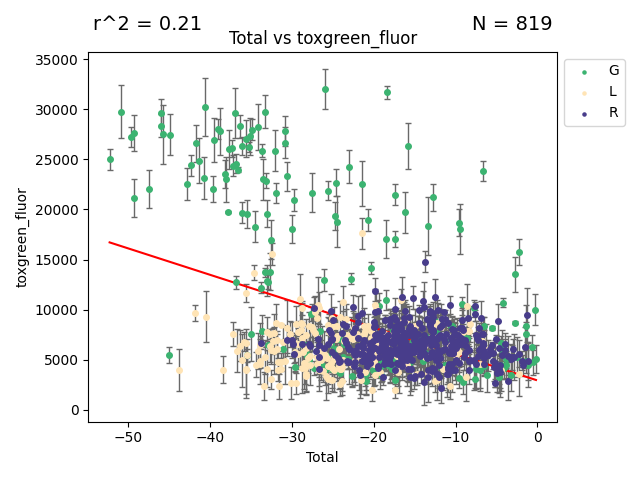 r^2 = 0.21
N = 819
Total vs toxgreen_fluor
35000
30000
25000
20000
15000
10000
5000
0
toxgreen_fluor
−50
−40
−30
−20
−10
0
Total
G
L
R